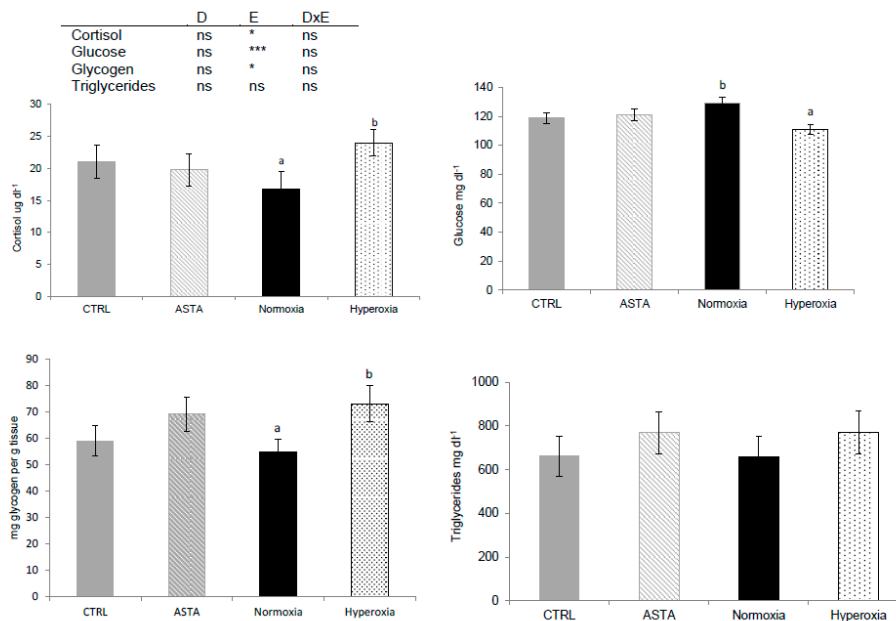 D E DxE
Cortisol ns * ns
Glucose ns *** ns
Glycogen ns * ns
Triglycerides ns ns ns
30
25
20
15
10
5
0
Cortisol ug dl-1
a
b
CTRL ASTA Normoxia Hyperoxia
140
120
100
80
60
40
20
0
Glucose mg dl-1
b
a
CTRL ASTA Normoxia Hyperoxia
90
80
70
60
50
40
30
20
10
0
mg glycogen per g tissue
a
b
CTRL ASTA Normoxia Hyperoxia
1000
800
600
400
200
0
Triglycerides mg dl-1
CTRL ASTA Normoxia Hyperoxia